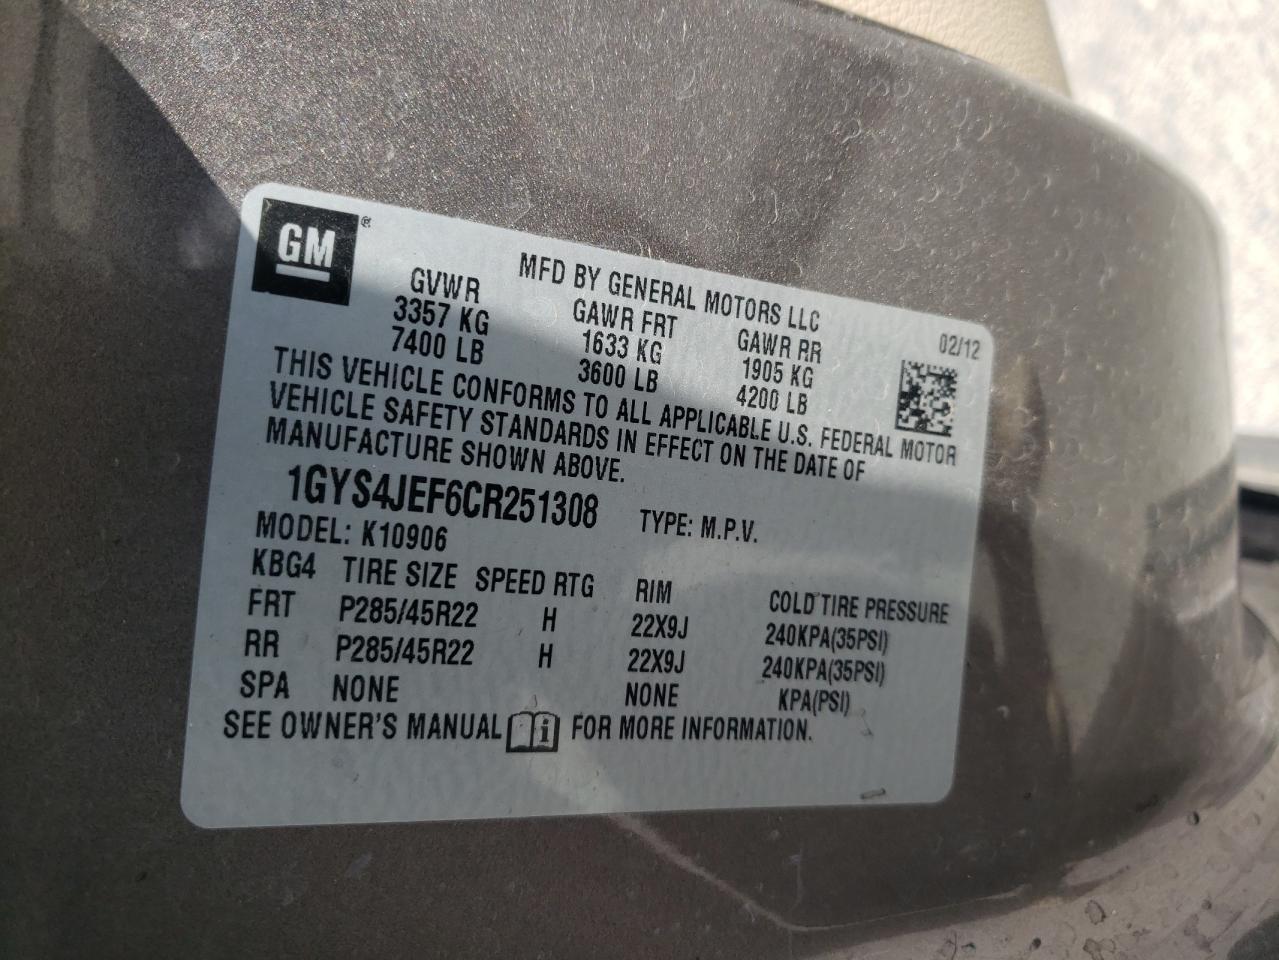 GM ®
MFD BY GENERAL MOTORS LLC
02/12
GVWR GAWR FRT GAWR RR
3357 KG 1633 KG 1905 KG
7400 LB 3600 LB 4200 LB
THIS VEHICLE CONFORMS TO ALL APPLICABLE U.S. FEDERAL MOTOR
VEHICLE SAFETY STANDARDS IN EFFECT ON THE DATE OF
MANUFACTURE SHOWN ABOVE.
1GYS4JEF6CR251308 TYPE: M.P.V.
MODEL: K10906
KBG4 TIRE SIZE SPEED RTG RIM COLD TIRE PRESSURE
FRT P285/45R22 H 22X9J 240KPA(35PSI)
RR P285/45R22 H 22X9J 240KPA(35PSI)
SPA NONE NONE KPA(PSI)
SEE OWNER'S MANUAL i FOR MORE INFORMATION.